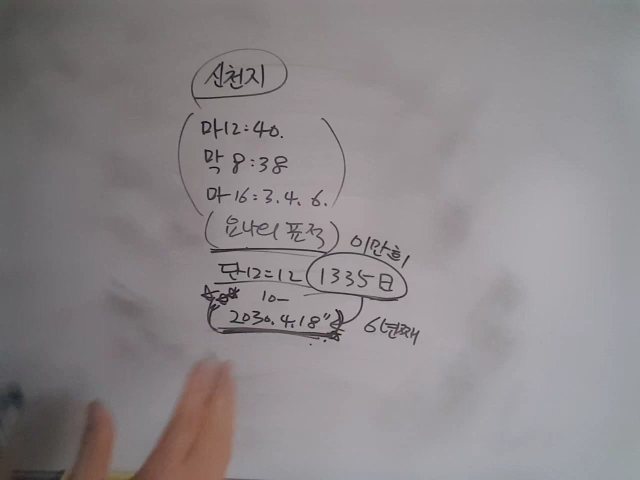 신천지
마12:40.
막 8:38
마16:3.4.6.
(요나의 표적)
이만희
단12=12 1335日
10-
2030.4.18"
6년째